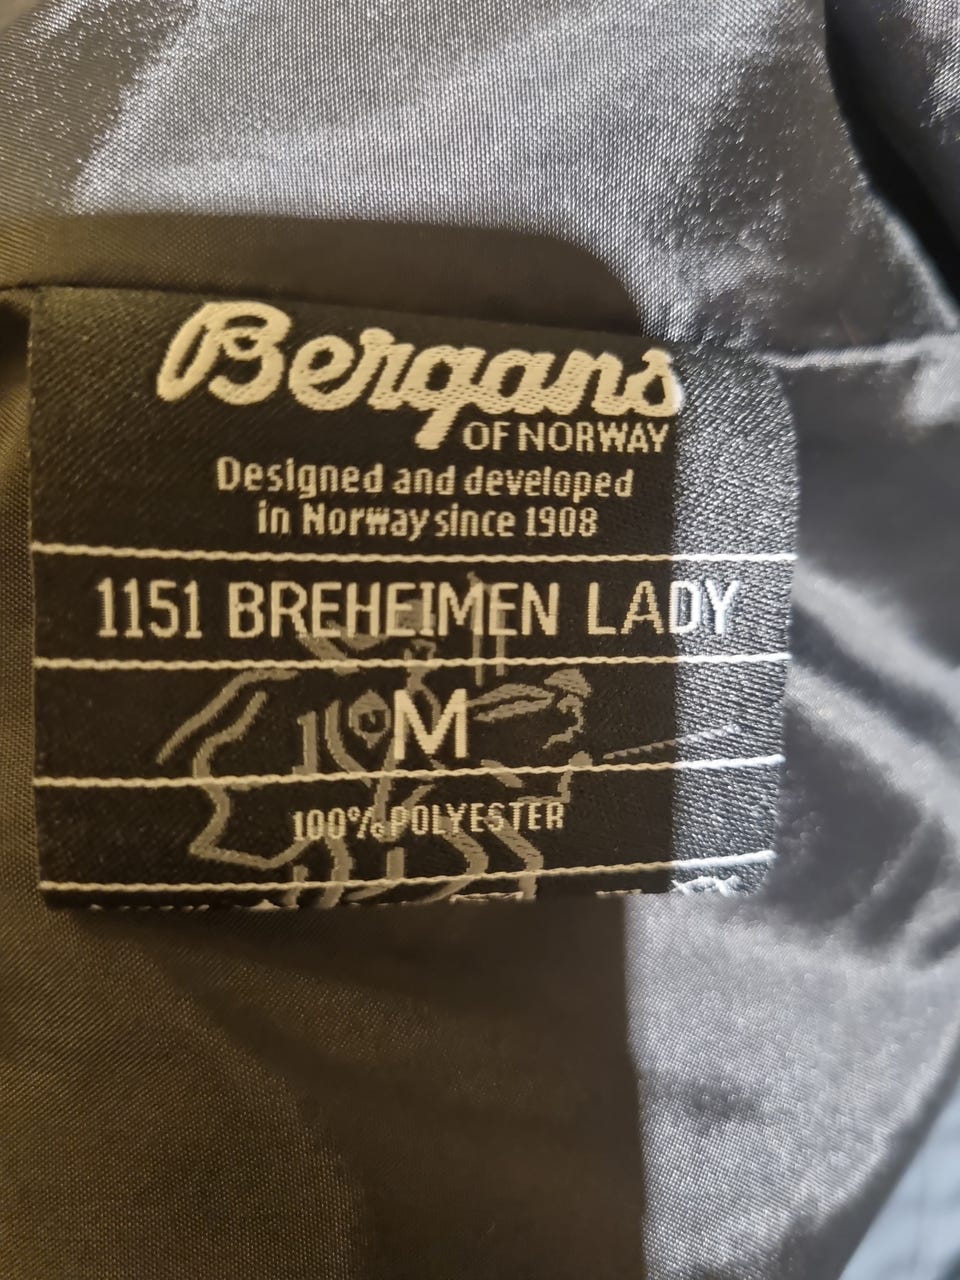 Bergans
OF NORWAY
Designed and developed
in Norway since 1908
1151 BREHEIMEN LADY
M
100% POLYESTER